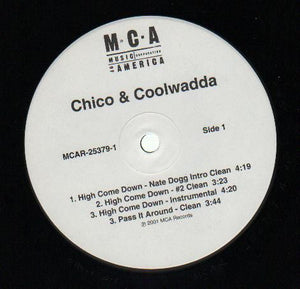 M·C·A
MUSIC CORPORATION
OF AMERICA
Chico & Coolwadda
MCAR-25379-1
Side 1
1. High Come Down - Nate Dogg Intro Clean 4:19
2. High Come Down - #2 Clean 4:23
3. High Come Down - Instrumental 4:20
3. Pass It Around - Clean 3:44
℗ 2001 MCA Records